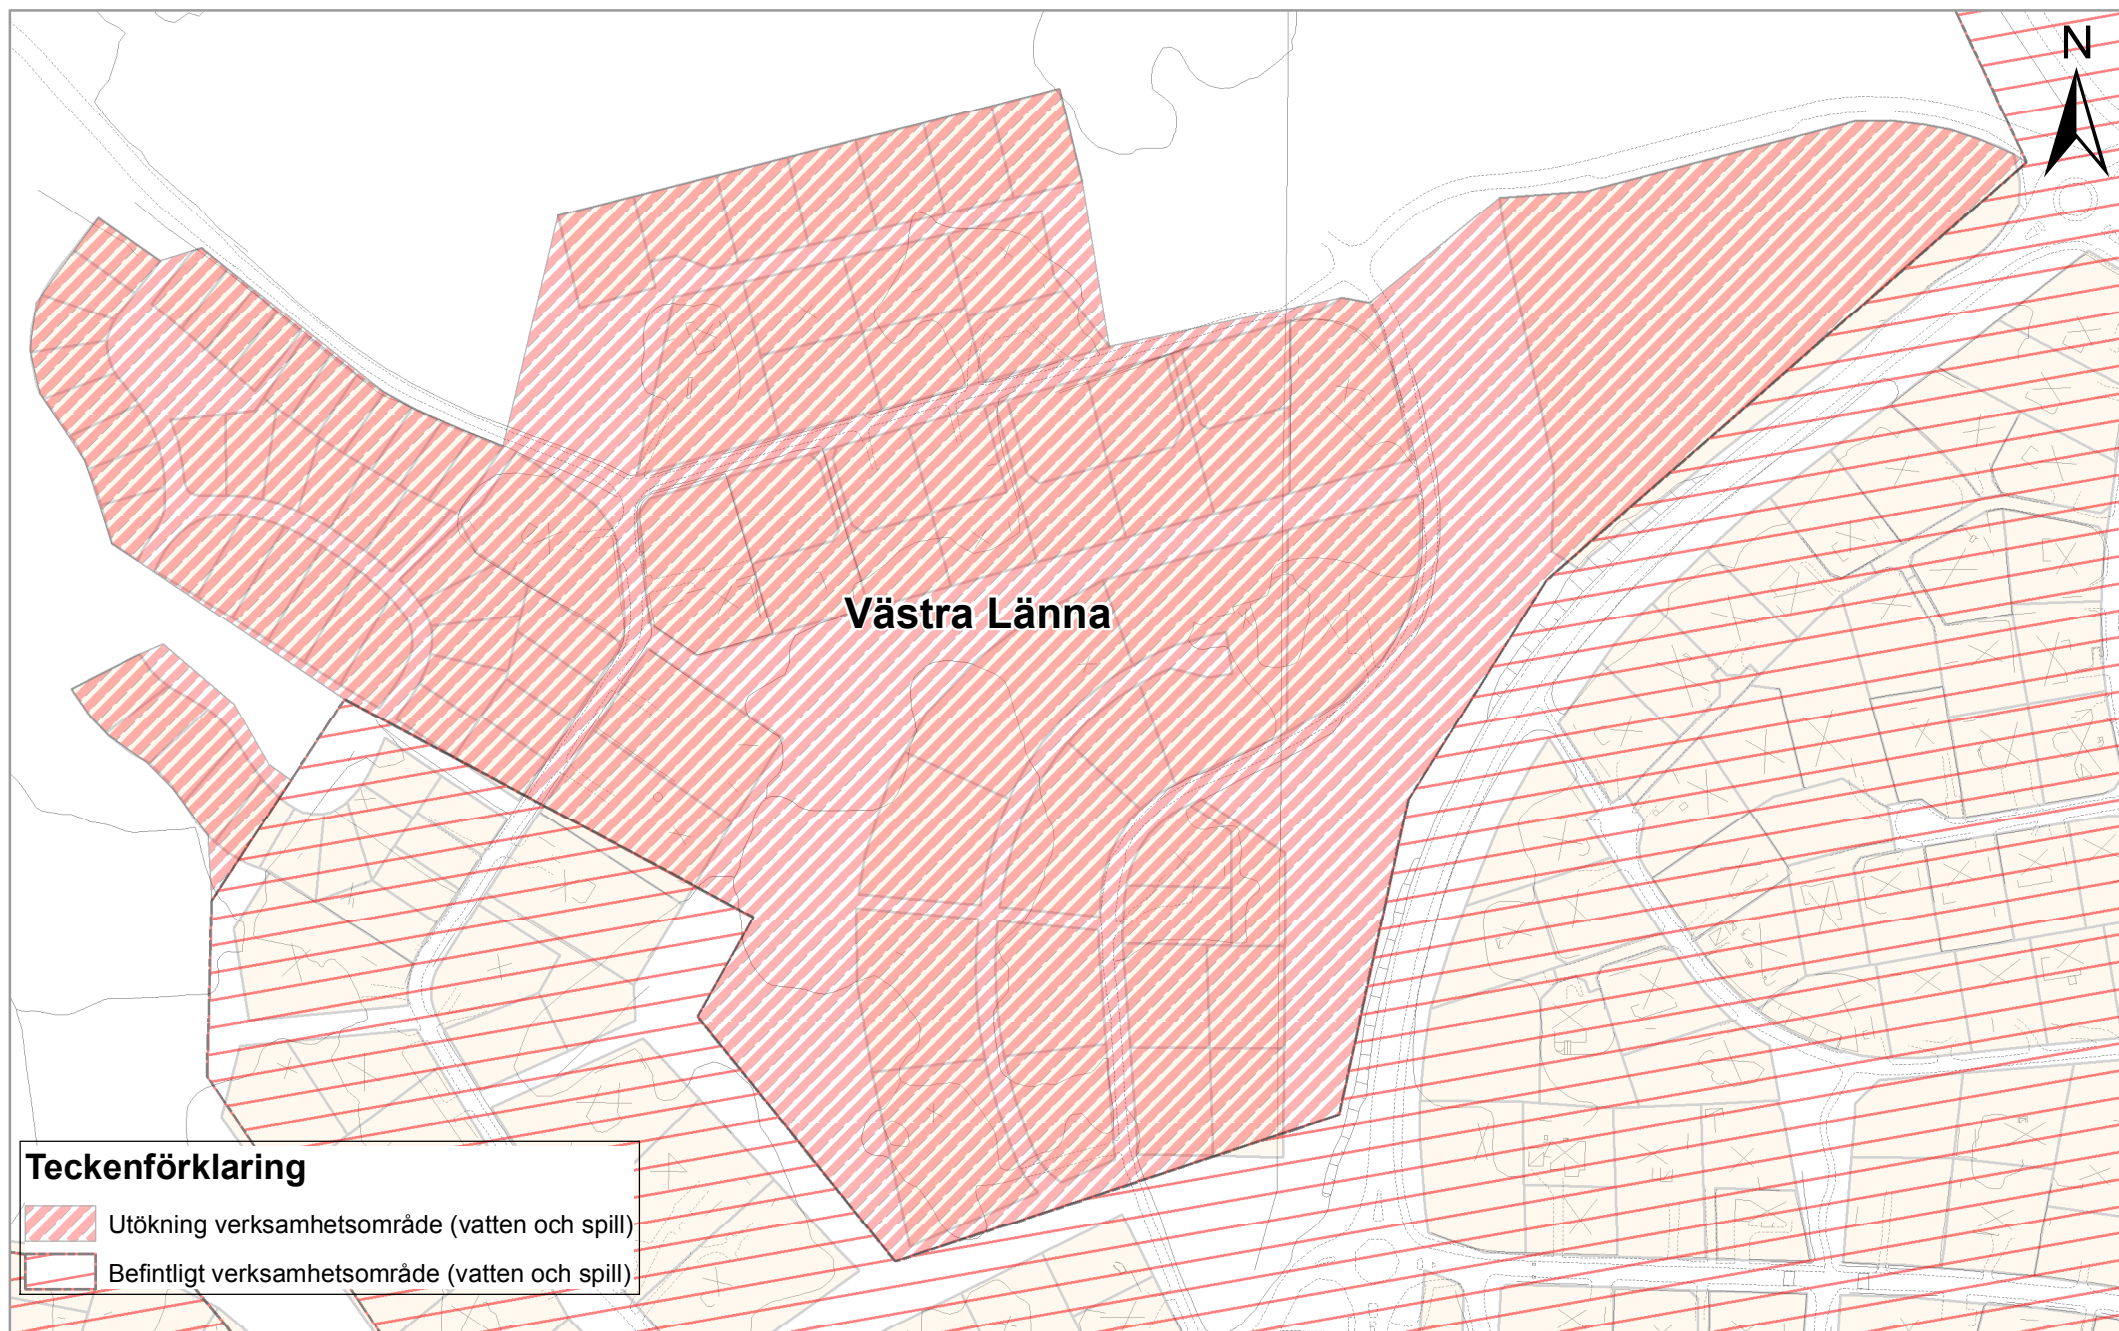 N
Västra Länna
Teckenförklaring
Utökning verksamhetsområde (vatten och spill)
Befintligt verksamhetsområde (vatten och spill)